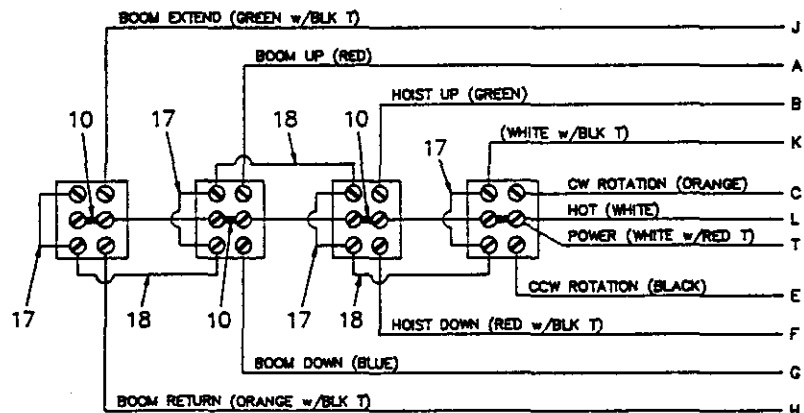 BOOM EXTEND (GREEN w/BLK T) J
BOOM UP (RED) A
HOIST UP (GREEN) B
(WHITE w/BLK T) K
10 17 18 10 17
CW ROTATION (ORANGE) C
HOT (WHITE) L
POWER (WHITE w/RED T) T
CCW ROTATION (BLACK) E
17 18 10 17 18
HOIST DOWN (RED w/BLK T) F
BOOM DOWN (BLUE) G
BOOM RETURN (ORANGE w/BLK T) H